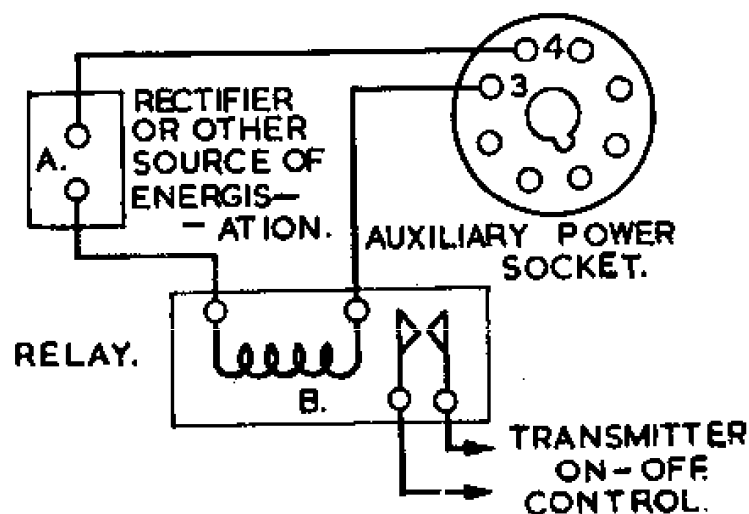 4
3
A.
RECTIFIER
OR OTHER
SOURCE OF
ENERGIS—
— ATION.
AUXILIARY POWER
SOCKET.
RELAY.
B.
TRANSMITTER
ON-OFF
CONTROL.